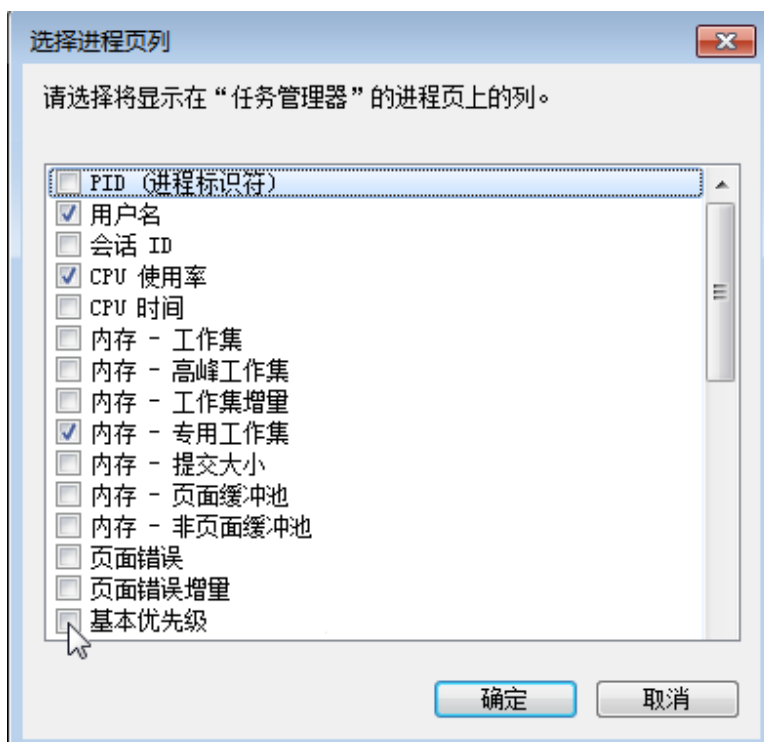 选择进程页列
请选择将显示在“任务管理器”的进程页上的列。
PID (进程标识符)
用户名
会话 ID
CPU 使用率
CPU 时间
内存 - 工作集
内存 - 高峰工作集
内存 - 工作集增量
内存 - 专用工作集
内存 - 提交大小
内存 - 页面缓冲池
内存 - 非页面缓冲池
页面错误
页面错误增量
基本优先级
确定 取消